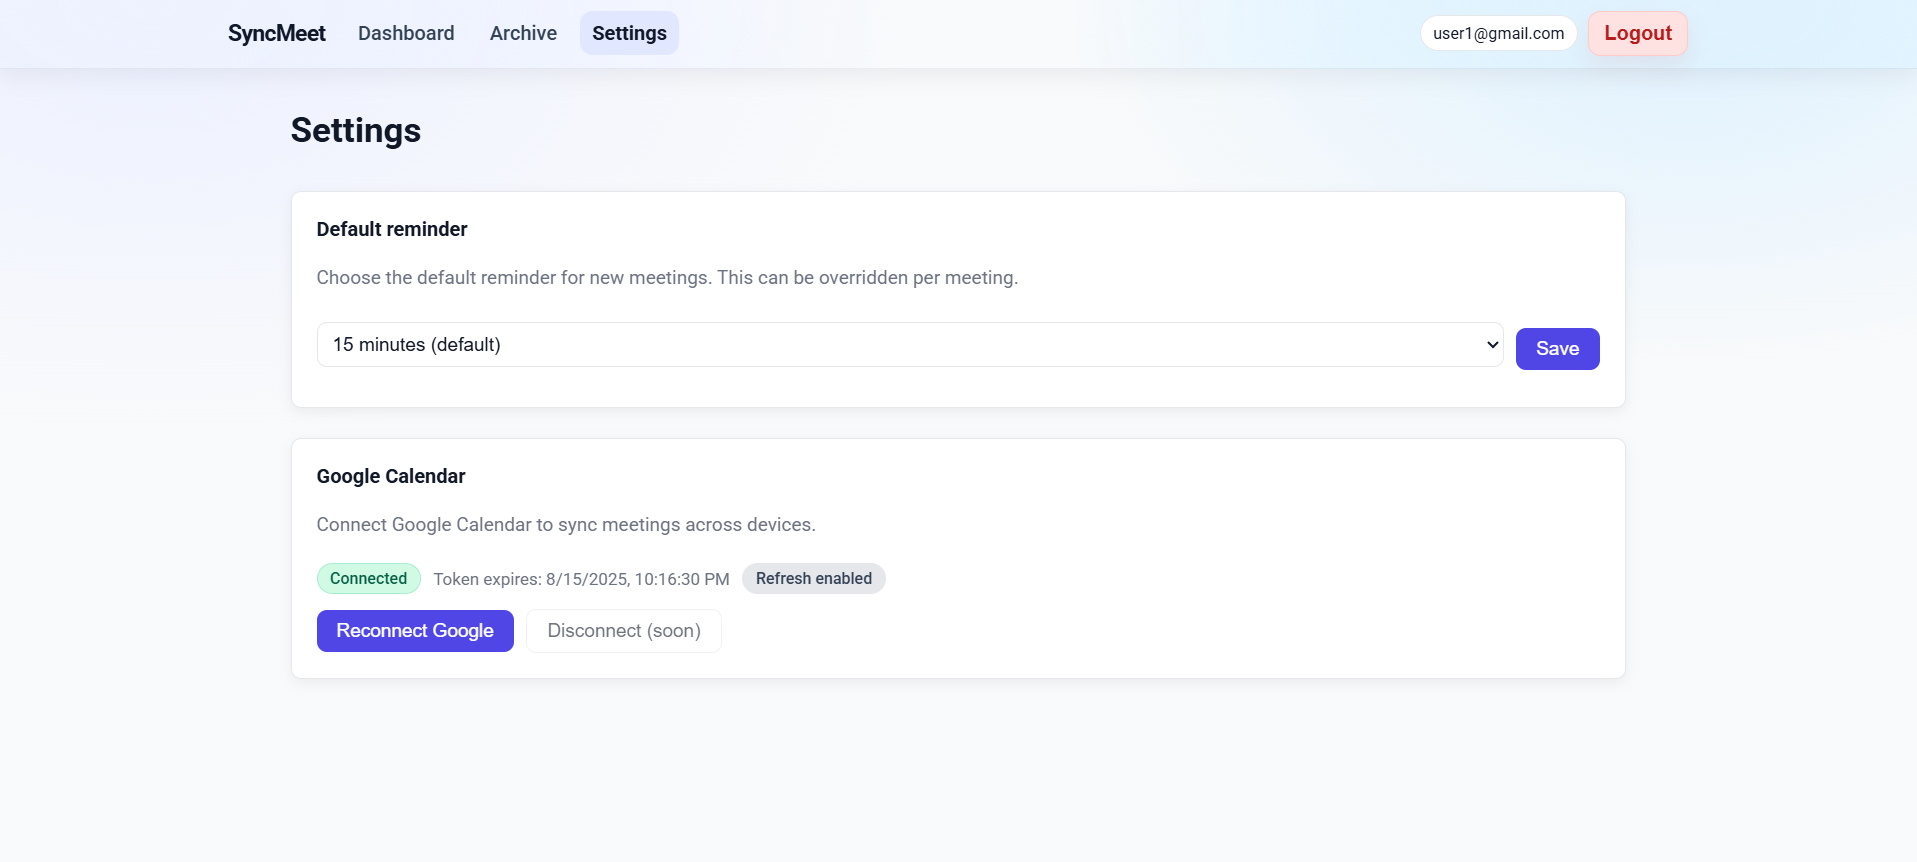 SyncMeet Dashboard Archive Settings user1@gmail.com Logout
Settings
Default reminder
Choose the default reminder for new meetings. This can be overridden per meeting.
15 minutes (default) Save
Google Calendar
Connect Google Calendar to sync meetings across devices.
Connected Token expires: 8/15/2025, 10:16:30 PM Refresh enabled
Reconnect Google Disconnect (soon)